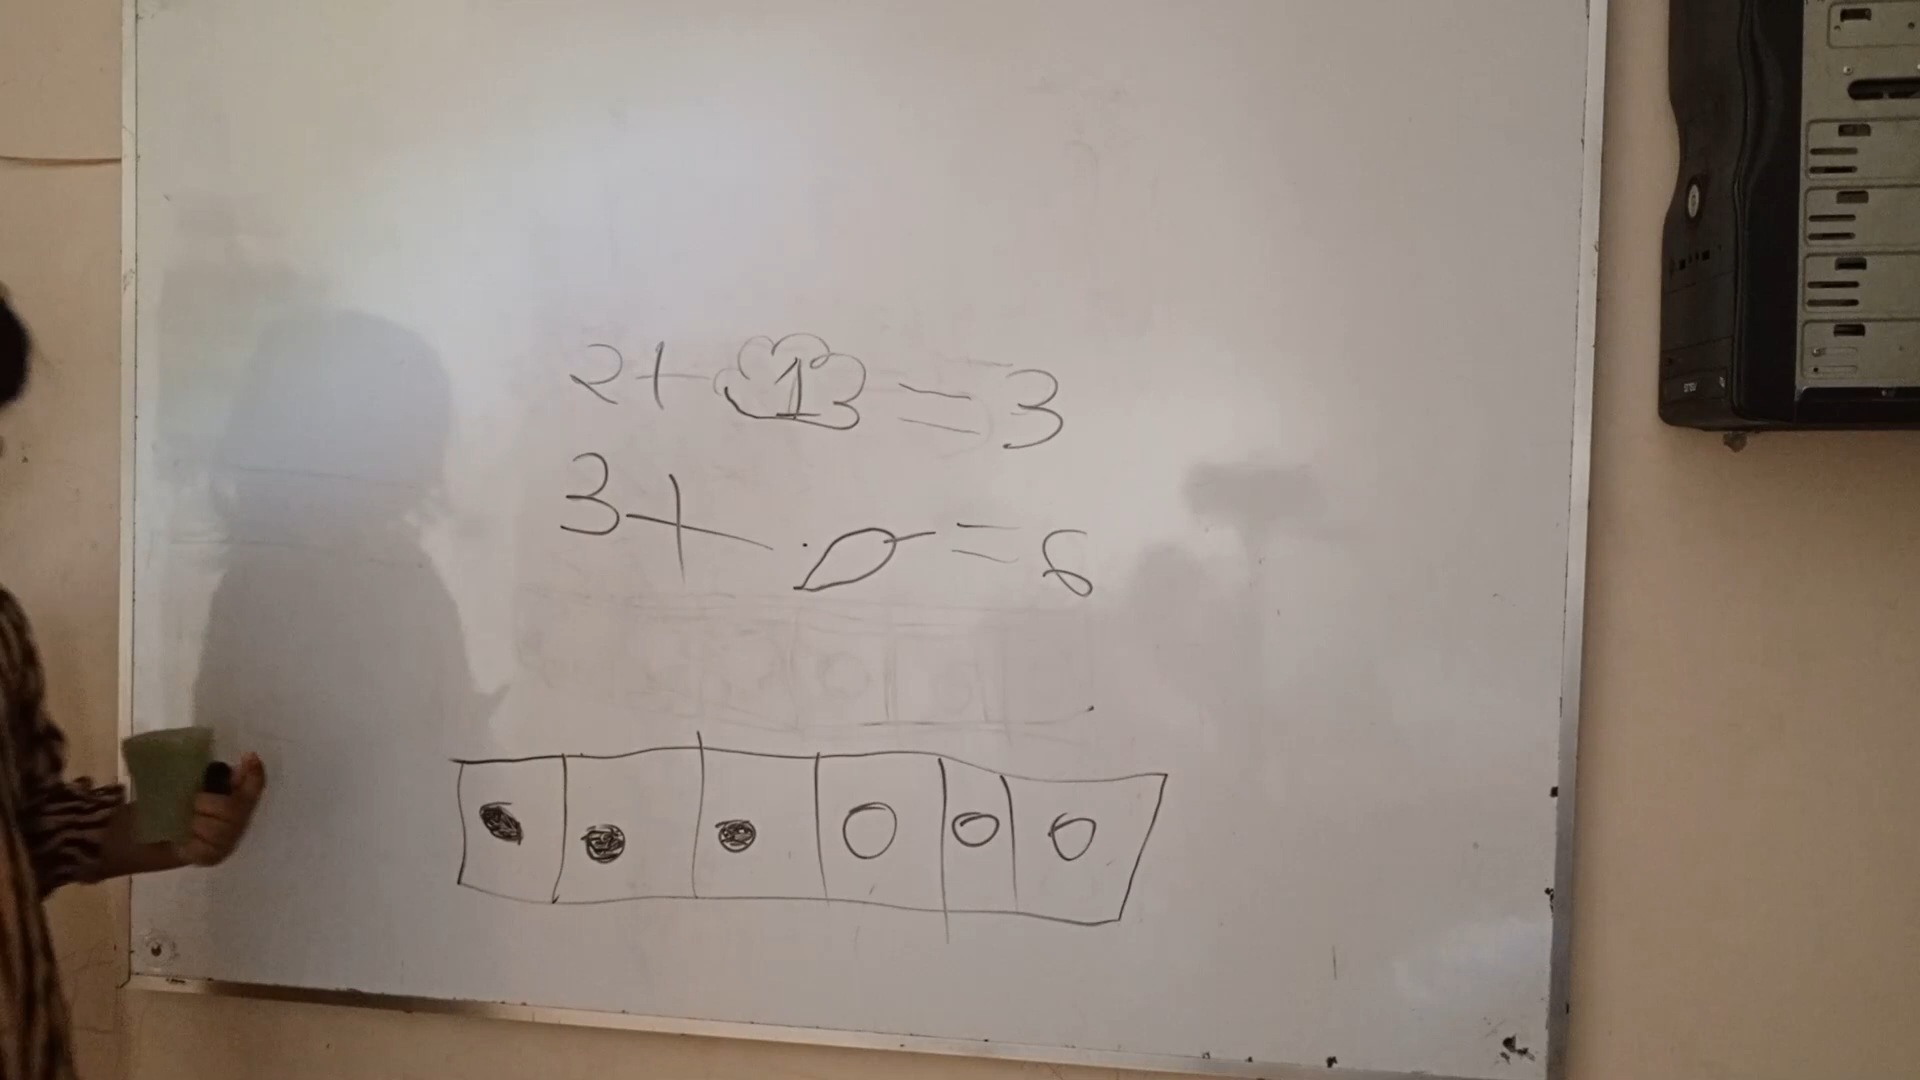 2 + 1 = 3
3 + = 6